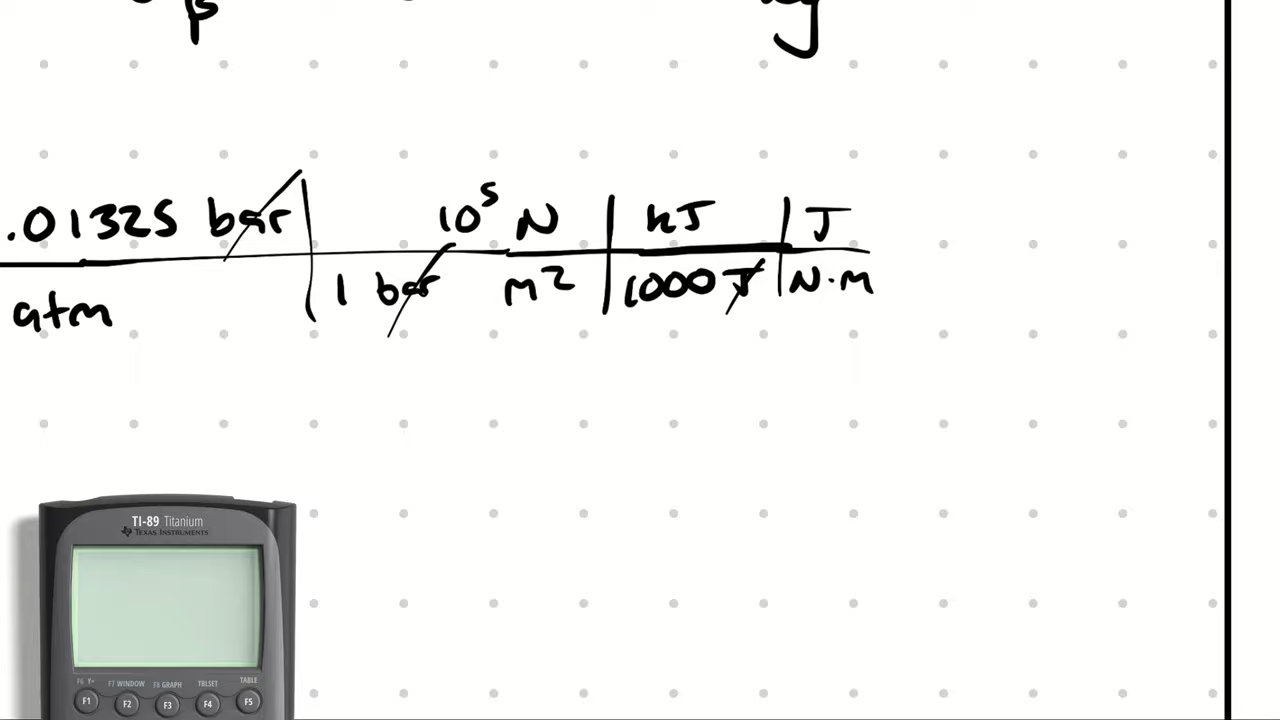 .01325 bar 10⁵ N kJ J
atm 1 bar m² 1000 J N·m
TI-89 Titanium
TEXAS INSTRUMENTS
F6 Y= F7 WINDOW F8 GRAPH TBLSET TABLE
F1 F2 F3 F4 F5